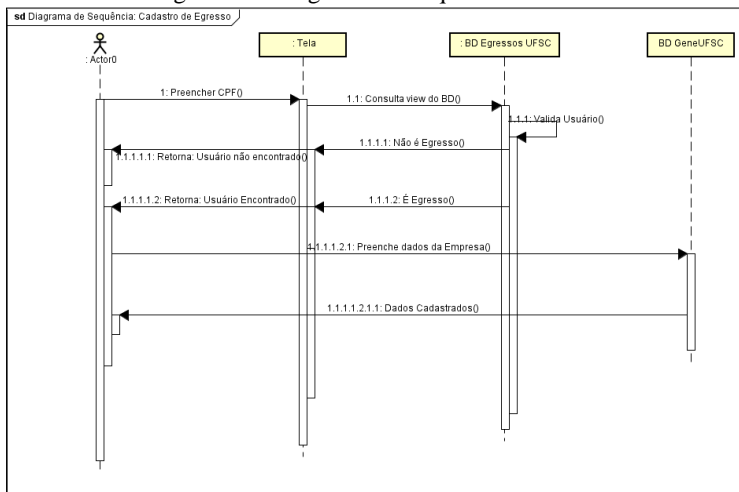 sd Diagrama de Sequência: Cadastro de Egresso
: Actor0
: Tela
: BD Egressos UFSC
BD GeneUFSC
1: Preencher CPF()
1.1: Consulta view do BD()
1.1.1: Valida Usuário()
1.1.1.1: Não é Egresso()
1.1.1.1.1: Retorna: Usuário não encontrado()
1.1.1.1.2: Retorna: Usuário Encontrado()
1.1.1.2: É Egresso()
1.1.1.1.2.1: Preenche dados da Empresa()
1.1.1.1.2.1.1: Dados Cadastrados()